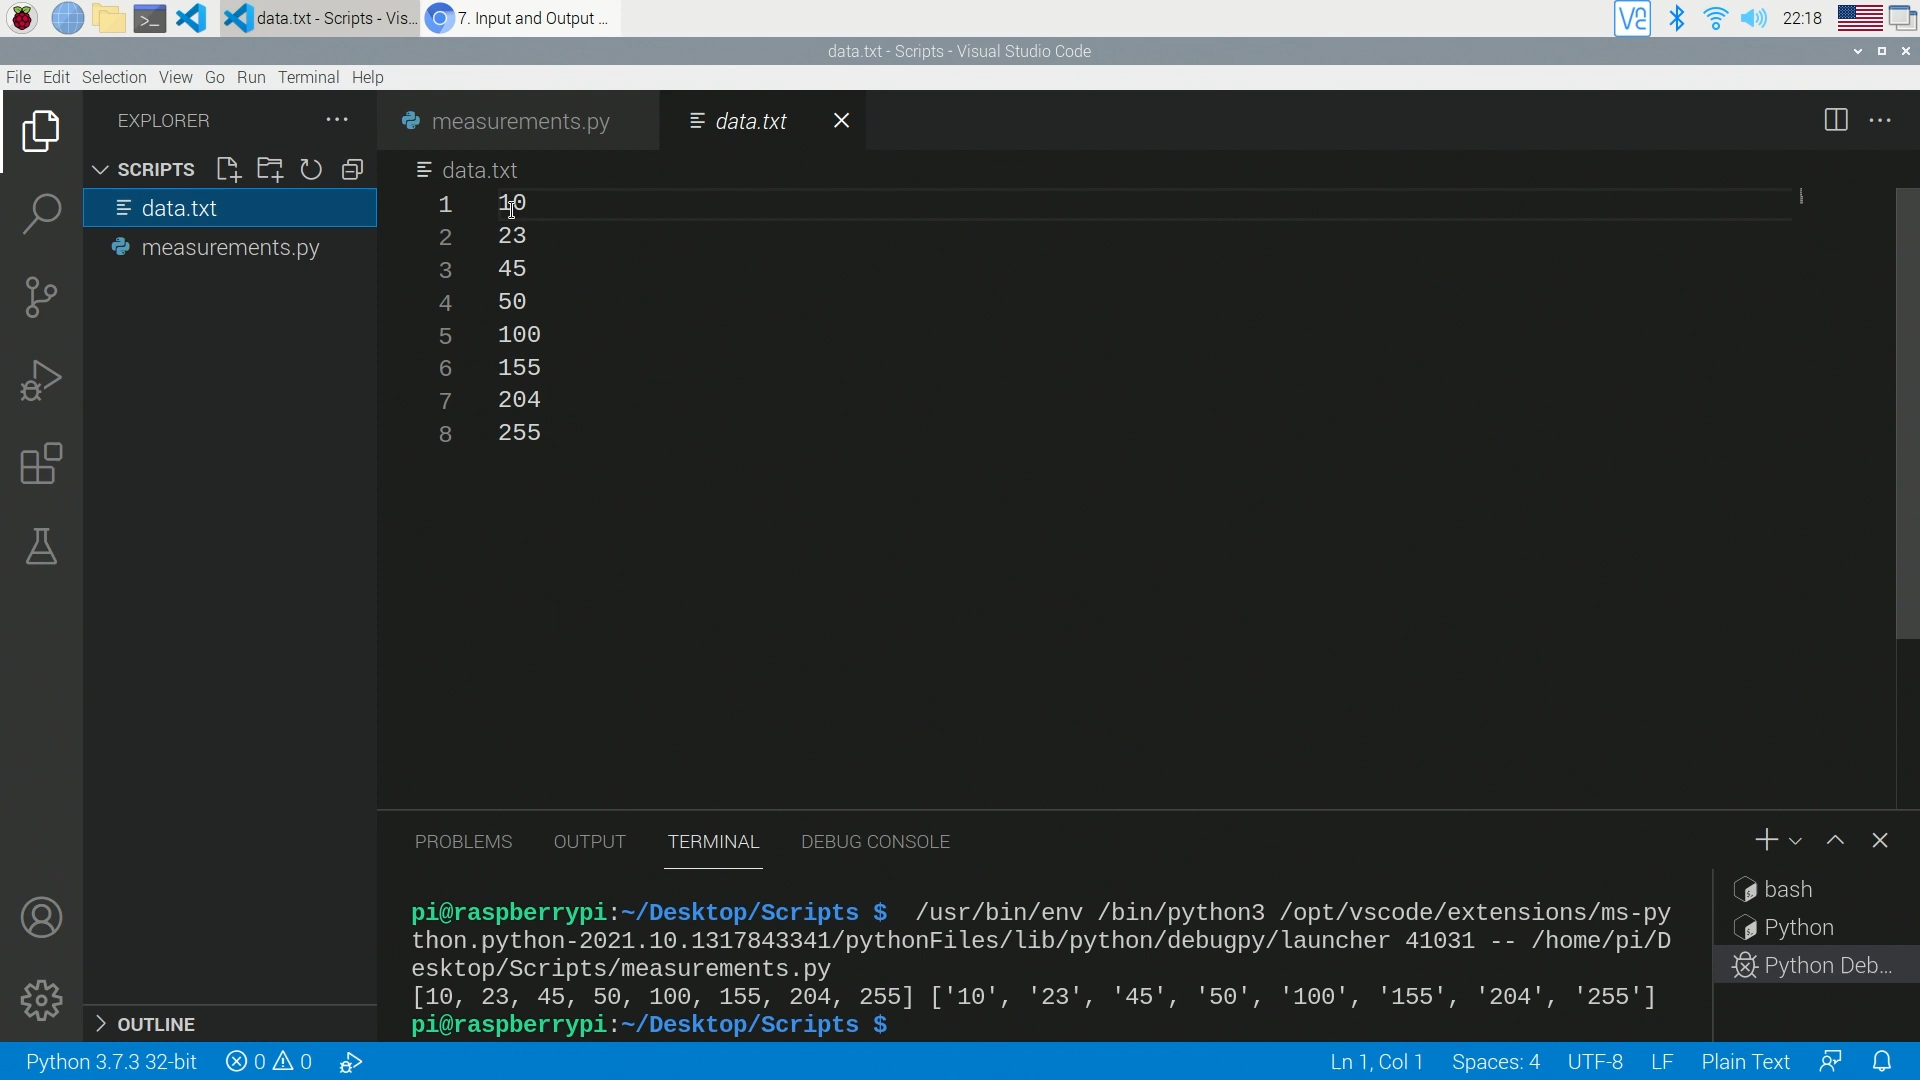 data.txt - Scripts - Vis...
7. Input and Output ...
V2
22:18
data.txt - Scripts - Visual Studio Code
File Edit Selection View Go Run Terminal Help
EXPLORER
measurements.py
data.txt
SCRIPTS
data.txt
data.txt
measurements.py
1 10
2 23
3 45
4 50
5 100
6 155
7 204
8 255
PROBLEMS OUTPUT TERMINAL DEBUG CONSOLE
pi@raspberrypi:~/Desktop/Scripts $ /usr/bin/env /bin/python3 /opt/vscode/extensions/ms-py
thon.python-2021.10.1317843341/pythonFiles/lib/python/debugpy/launcher 41031 -- /home/pi/D
esktop/Scripts/measurements.py
[10, 23, 45, 50, 100, 155, 204, 255] ['10', '23', '45', '50', '100', '155', '204', '255']
pi@raspberrypi:~/Desktop/Scripts $
bash
Python
Python Deb...
OUTLINE
Python 3.7.3 32-bit 0 0 Ln 1, Col 1 Spaces: 4 UTF-8 LF Plain Text